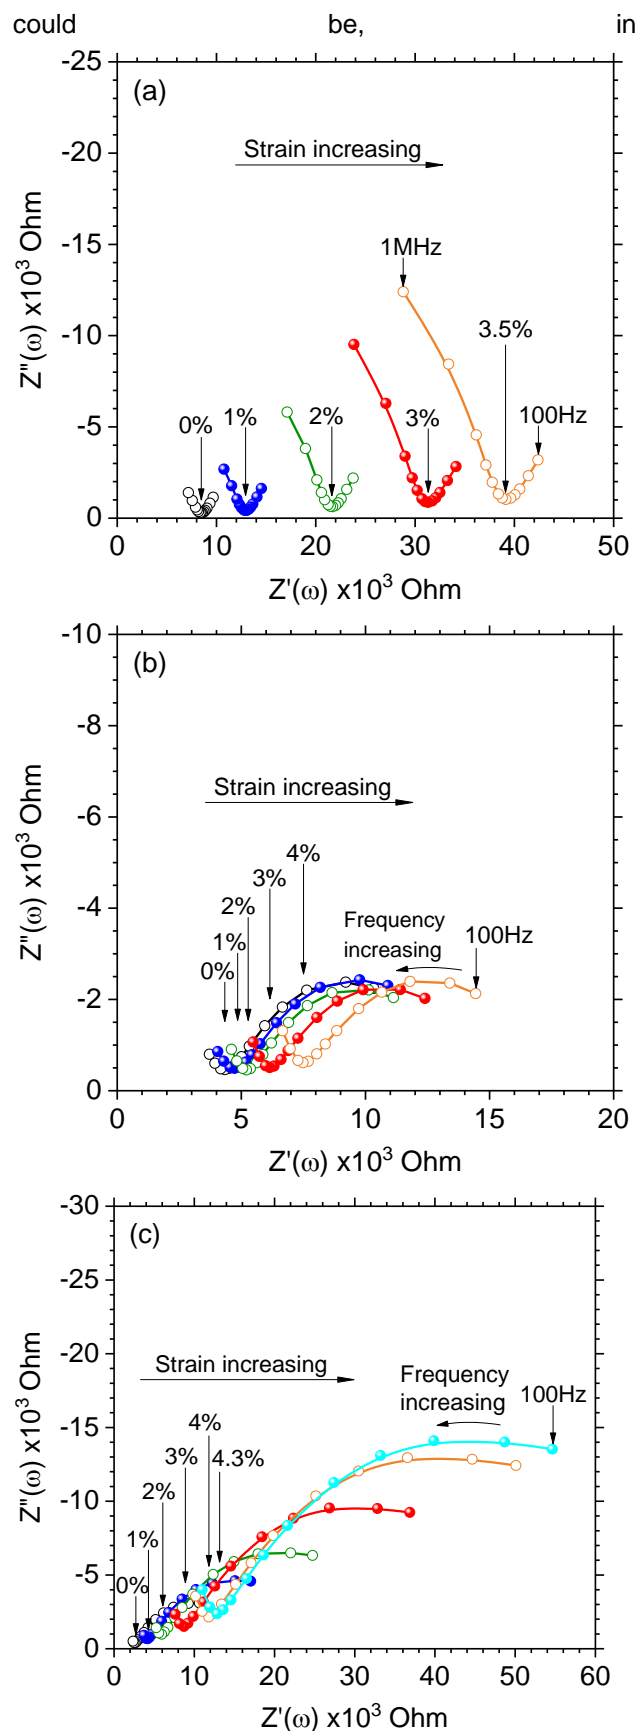 could be, in
-25
(a)
-20
Strain increasing
-15
1MHz
-10
3.5%
-5
0% 1% 2% 3% 100Hz
0
0 10 20 30 40 50
Z''(ω) x10³ Ohm
Z'(ω) x10³ Ohm
-10
(b)
-8
Strain increasing
-6
4%
3%
-4
2%
Frequency
1%
increasing
100Hz
0%
-2
0
0 5 10 15 20
Z''(ω) x10³ Ohm
Z'(ω) x10³ Ohm
-30
(c)
-25
-20
Strain increasing
Frequency
increasing
100Hz
-15
4%
3% 4.3%
-10
2%
1%
-5
0%
0
0 10 20 30 40 50 60
Z''(ω) x10³ Ohm
Z'(ω) x10³ Ohm